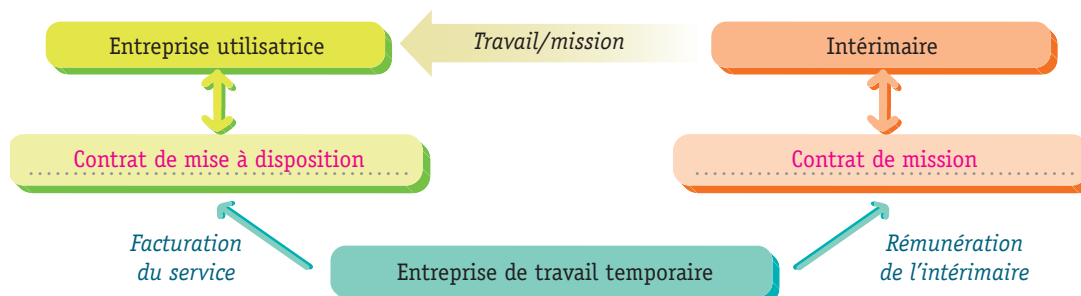 Entreprise utilisatrice
Travail/mission
Intérimaire
Contrat de mise à disposition
Contrat de mission
Facturation
du service
Entreprise de travail temporaire
Rémunération
de l'intérimaire